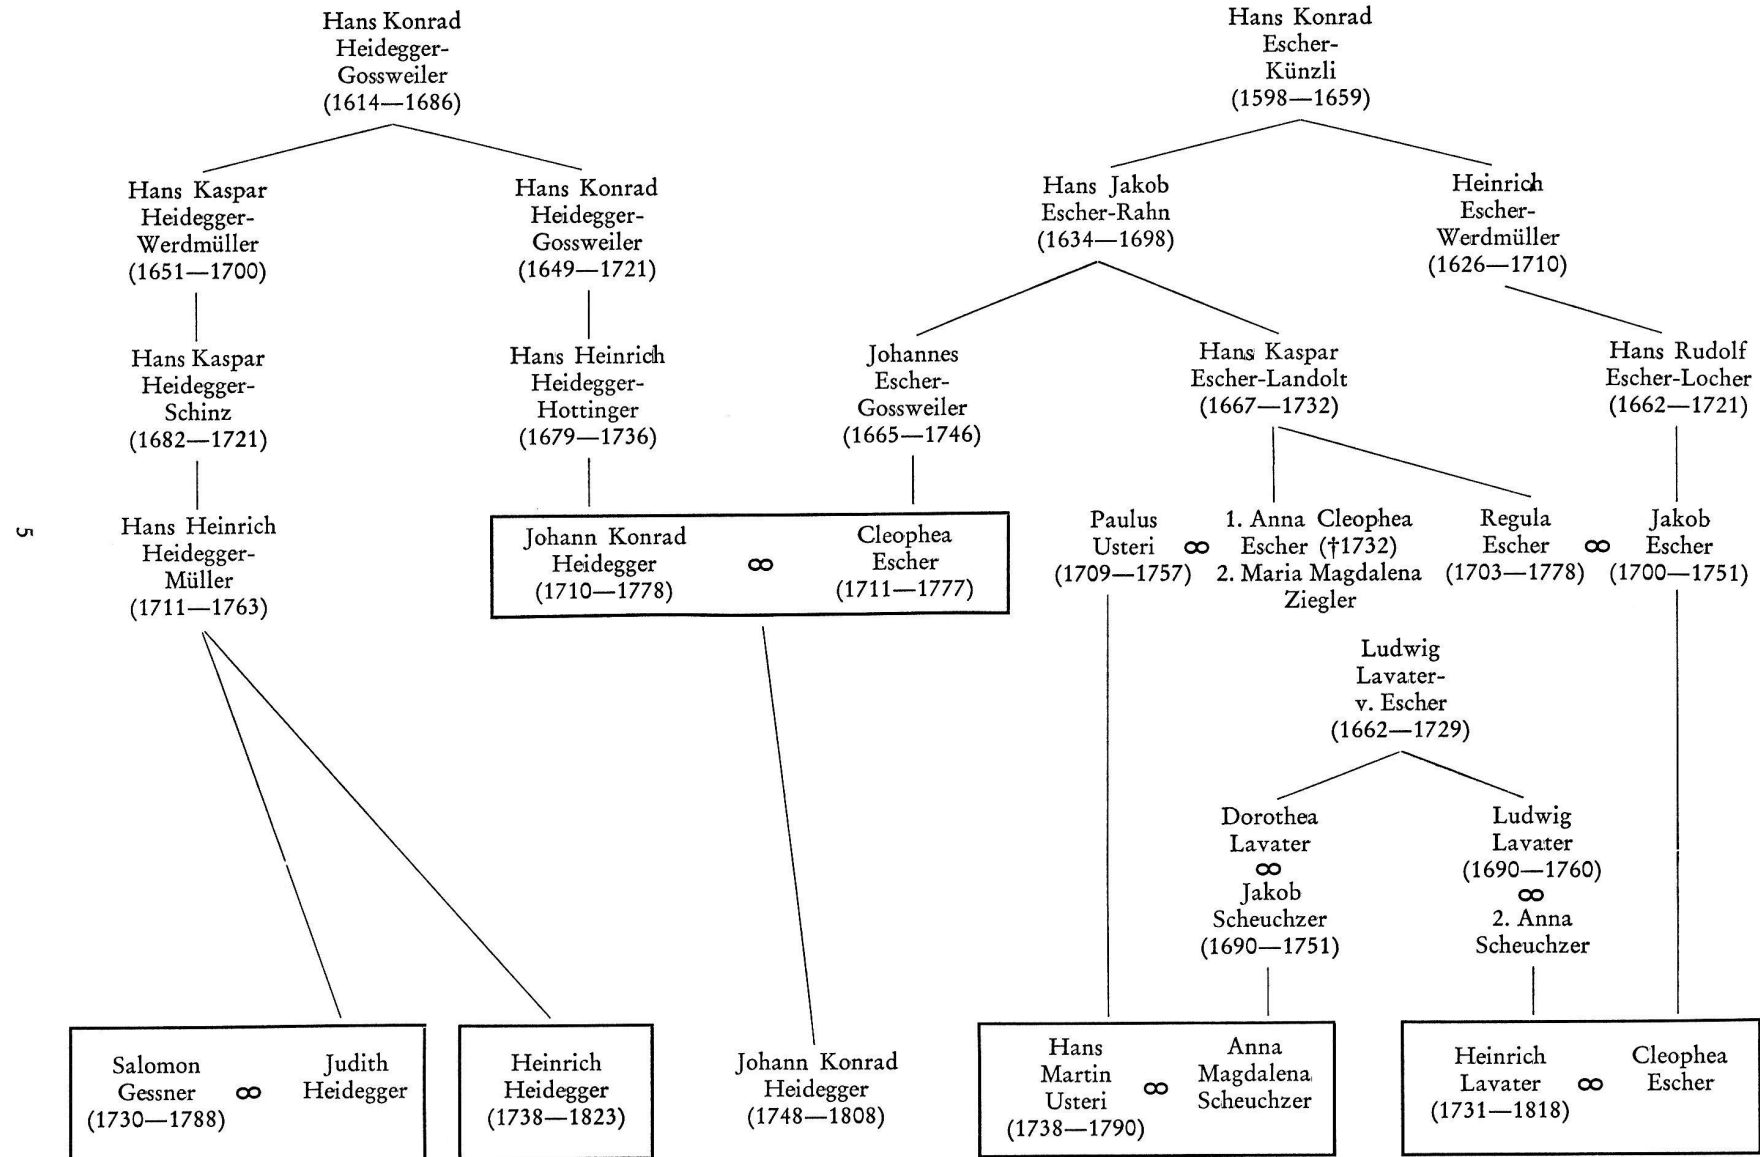 Hans Konrad
Heidegger-
Gossweiler
(1614—1686)
Hans Konrad
Escher-
Künzli
(1598—1659)
Hans Kaspar
Heidegger-
Werdmüller
(1651—1700)
Hans Konrad
Heidegger-
Gossweiler
(1649—1721)
Hans Jakob
Escher-Rahn
(1634—1698)
Heinrich
Escher-
Werdmüller
(1626—1710)
Hans Kaspar
Heidegger-
Schinz
(1682—1721)
Hans Heinrich
Heidegger-
Hottinger
(1679—1736)
Johannes
Escher-
Gossweiler
(1665—1746)
Hans Kaspar
Escher-Landolt
(1667—1732)
Hans Rudolf
Escher-Locher
(1662—1721)
5
Hans Heinrich
Heidegger-
Müller
(1711—1763)
Johann Konrad
Heidegger
(1710—1778)
∞
Cleophea
Escher
(1711—1777)
Paulus
Usteri
(1709—1757)
∞
1. Anna Cleophea
Escher (†1732)
2. Maria Magdalena
Ziegler
Regula
Escher
(1703—1778)
∞
Jakob
Escher
(1700—1751)
Ludwig
Lavater-
v. Escher
(1662—1729)
Dorothea
Lavater
∞
Jakob
Scheuchzer
(1690—1751)
Ludwig
Lavater
(1690—1760)
∞
2. Anna
Scheuchzer
Salomon
Gessner
(1730—1788)
∞
Judith
Heidegger
Heinrich
Heidegger
(1738—1823)
Johann Konrad
Heidegger
(1748—1808)
Hans
Martin
Usteri
(1738—1790)
∞
Anna
Magdalena
Scheuchzer
Heinrich
Lavater
(1731—1818)
∞
Cleophea
Escher